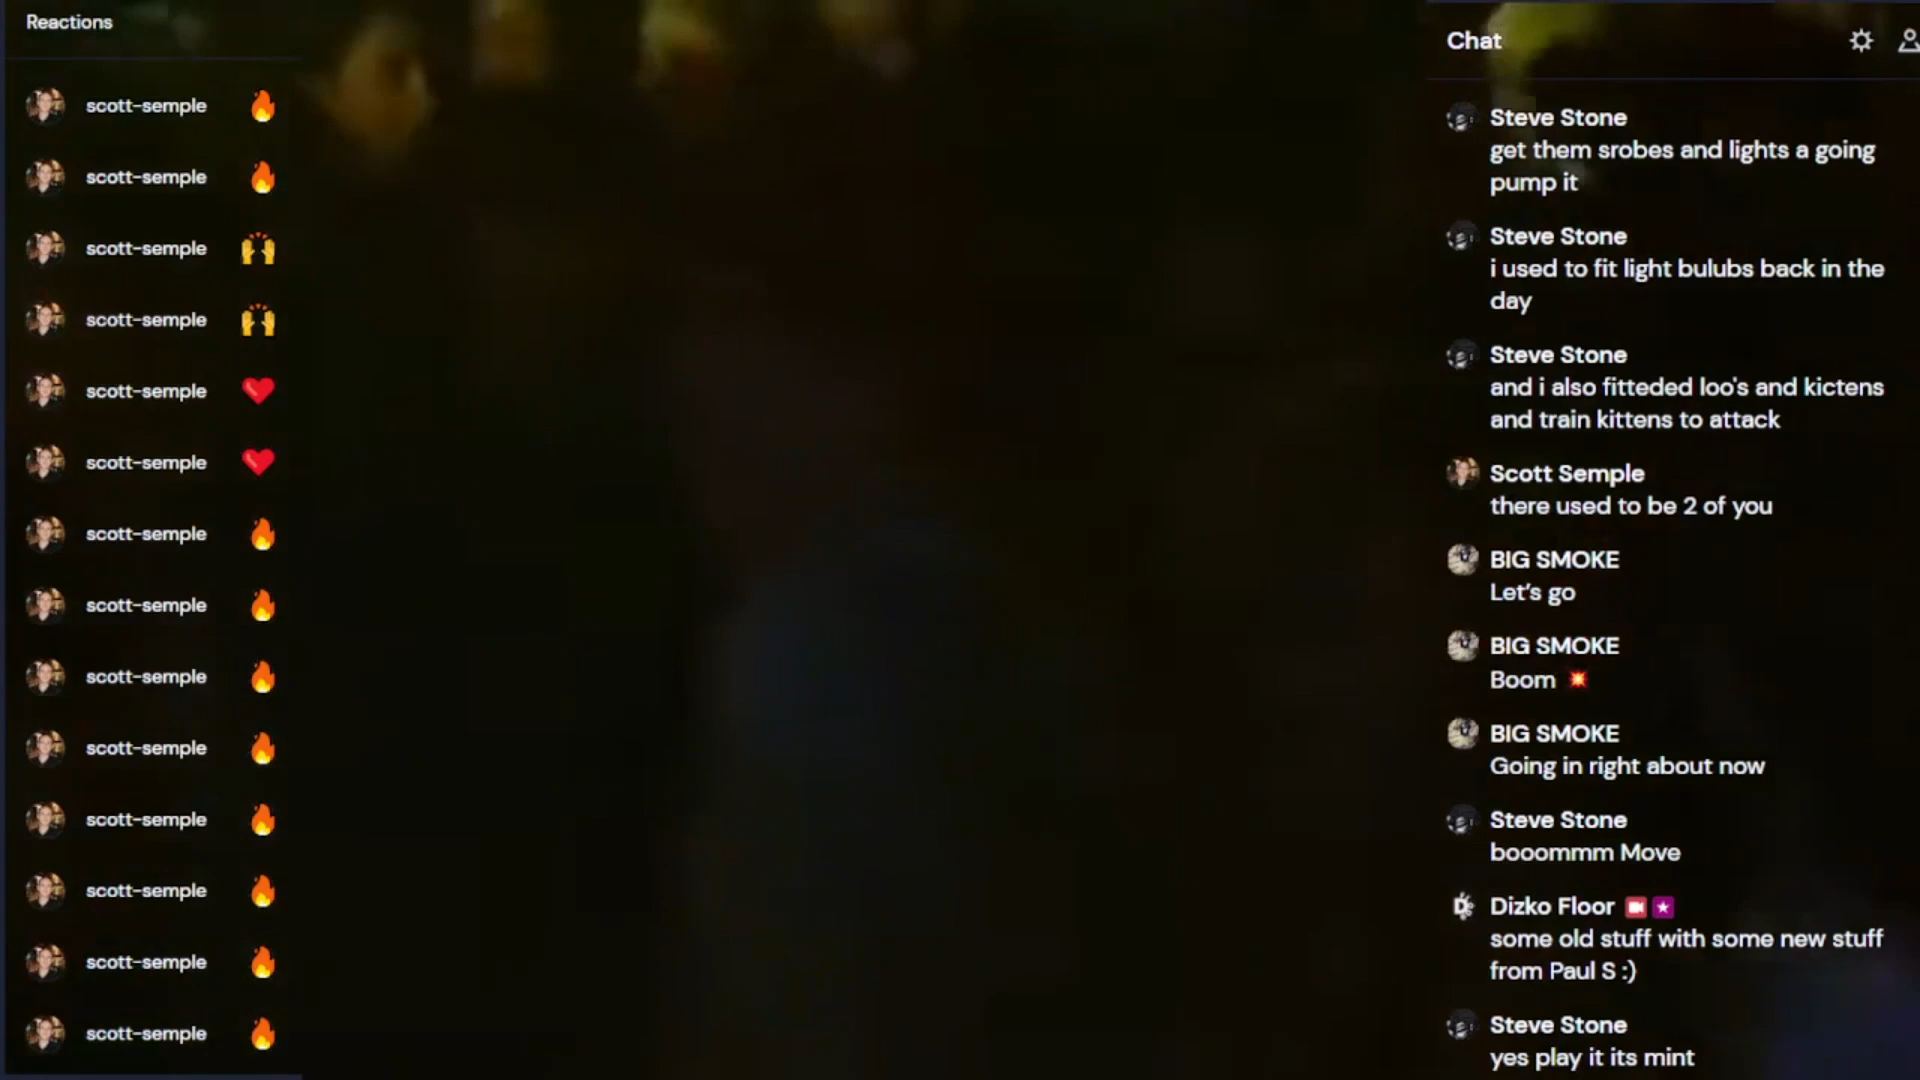 Reactions
scott-semple
scott-semple
scott-semple
scott-semple
scott-semple
scott-semple
scott-semple
scott-semple
scott-semple
scott-semple
scott-semple
scott-semple
scott-semple
scott-semple
Chat
Steve Stone
get them srobes and lights a going
pump it
Steve Stone
i used to fit light bulubs back in the
day
Steve Stone
and i also fitteded loo's and kictens
and train kittens to attack
Scott Semple
there used to be 2 of you
BIG SMOKE
Let's go
BIG SMOKE
Boom 💥
BIG SMOKE
Going in right about now
Steve Stone
booommm Move
Dizko Floor
some old stuff with some new stuff
from Paul S :)
Steve Stone
yes play it its mint